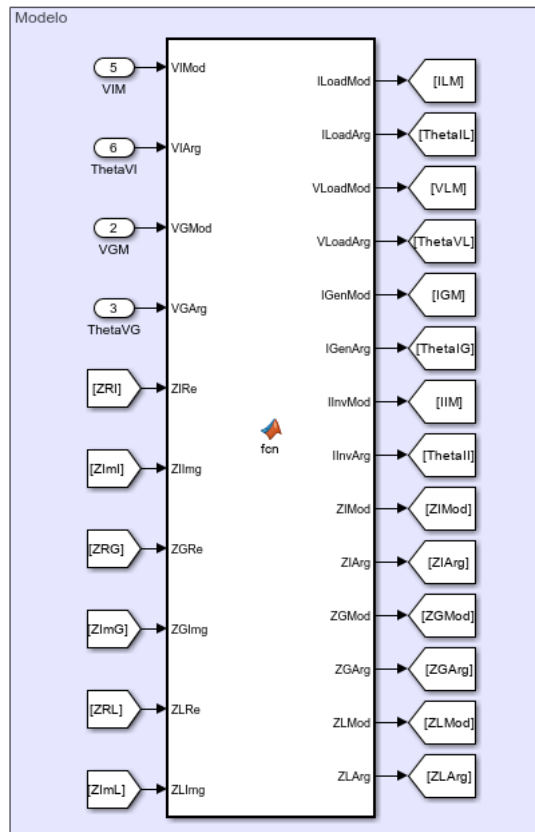 Modelo
5
VIM
VIMod
6
ThetaVI
VIArg
2
VGM
VGMod
3
ThetaVG
VGArg
[ZRI]
ZIRe
[ZImI]
ZIImg
[ZRG]
ZGRe
[ZImG]
ZGImg
[ZRL]
ZLRe
[ZImL]
ZLImg
fcn
ILoadMod
[ILM]
ILoadArg
[ThetaIL]
VLoadMod
[VLM]
VLoadArg
[ThetaVL]
IGenMod
[IGM]
IGenArg
[ThetaIG]
IInvMod
[IIM]
IInvArg
[ThetaII]
ZIMod
[ZIMod]
ZIArg
[ZIArg]
ZGMod
[ZGMod]
ZGArg
[ZGArg]
ZLMod
[ZLMod]
ZLArg
[ZLArg]